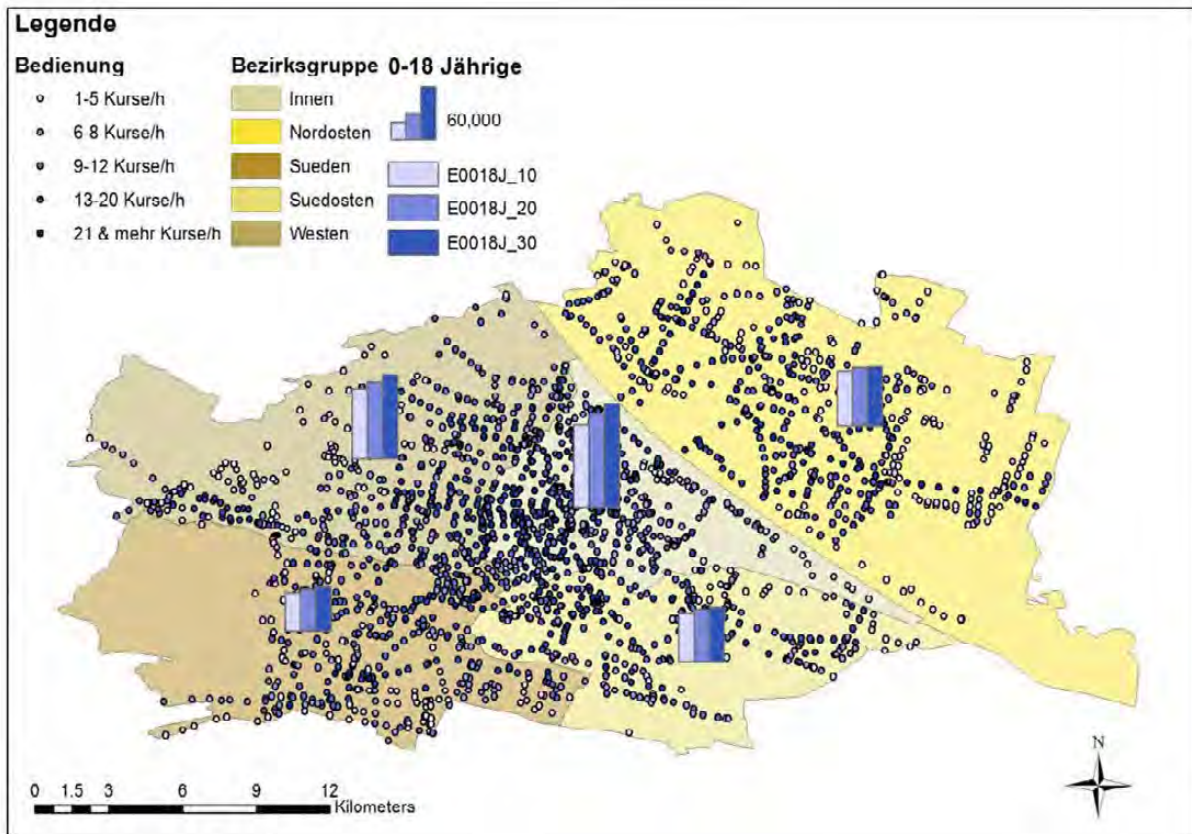 Legende
Bedienung
1-5 Kurse/h
6-8 Kurse/h
9-12 Kurse/h
13-20 Kurse/h
21 & mehr Kurse/h
Bezirksgruppe
Innen
Nordosten
Sueden
Suedosten
Westen
0-18 Jährige
60,000
E0018J_10
E0018J_20
E0018J_30
0 1.5 3 6 9 12
Kilometers
N